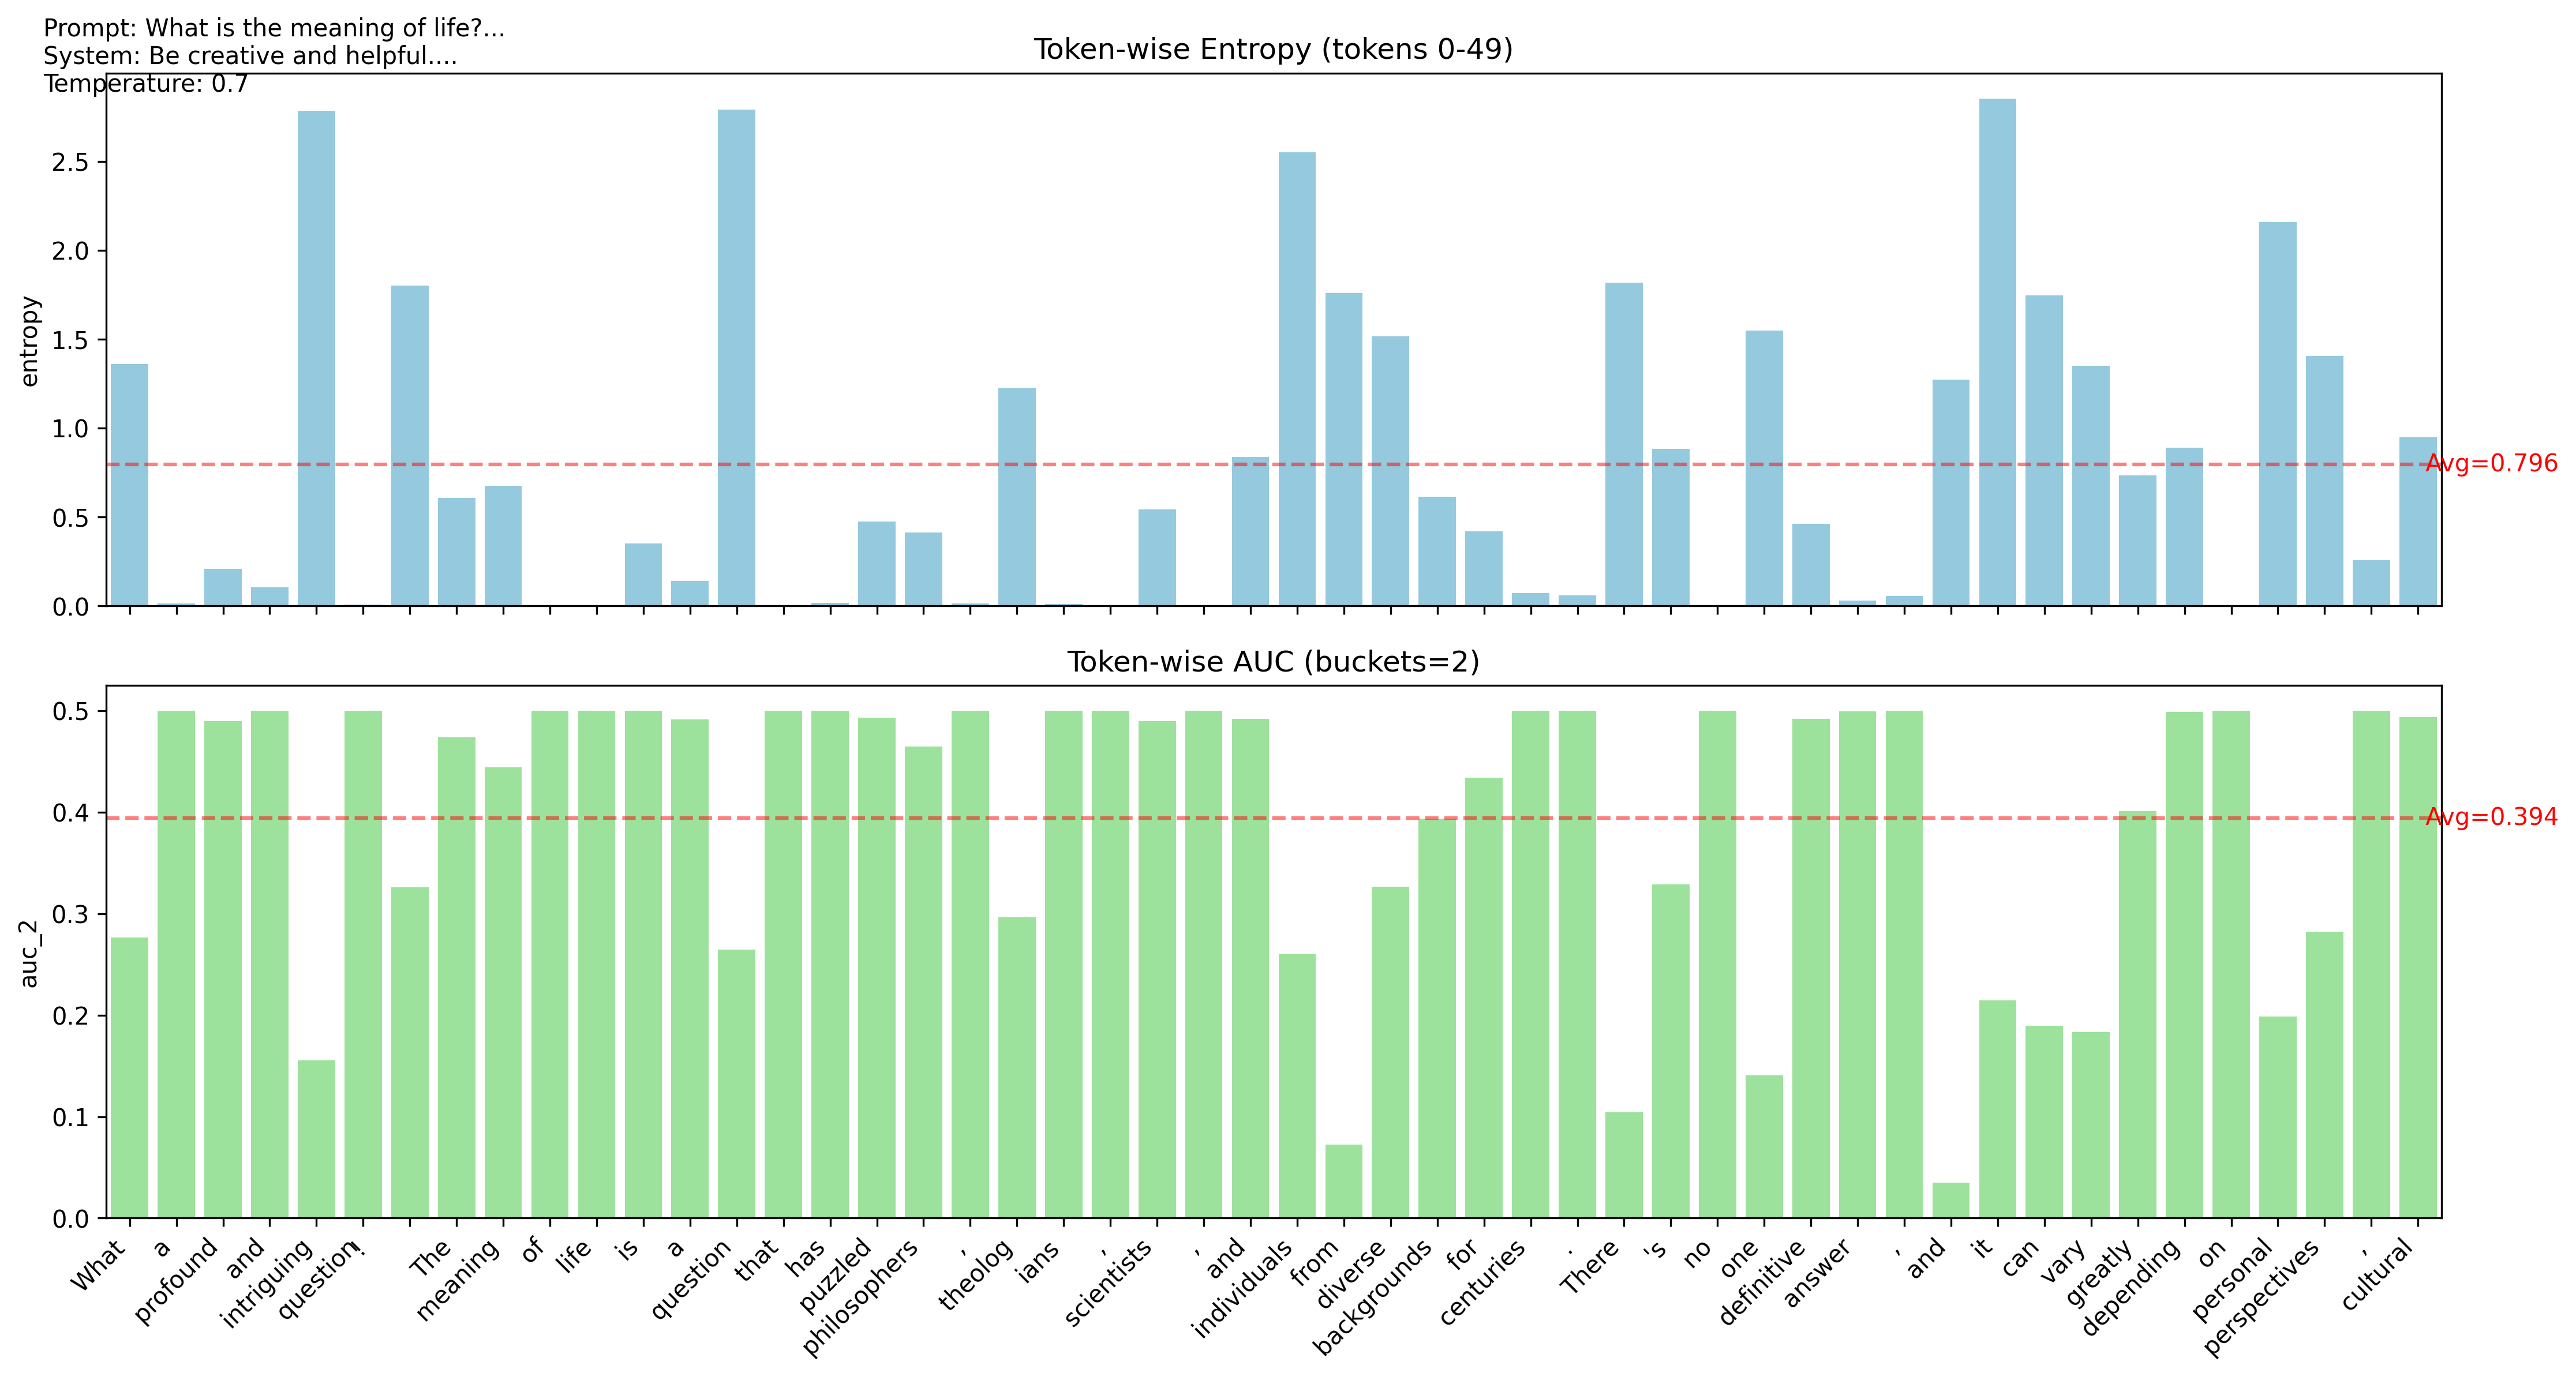 Prompt: What is the meaning of life?...
System: Be creative and helpful....
Temperature: 0.7
Token-wise Entropy (tokens 0-49)
entropy
2.5
2.0
1.5
1.0
0.5
0.0
Avg=0.796
Token-wise AUC (buckets=2)
auc_2
0.5
0.4
0.3
0.2
0.1
0.0
Avg=0.394
What
a
profound
and
intriguing
question
!
The
meaning
of
life
is
a
question
that
has
puzzled
philosophers
,
theolog
ians
,
scientists
,
and
individuals
from
diverse
backgrounds
for
centuries
.
There
's
no
one
definitive
answer
,
and
it
can
vary
greatly
depending
on
personal
perspectives
,
cultural